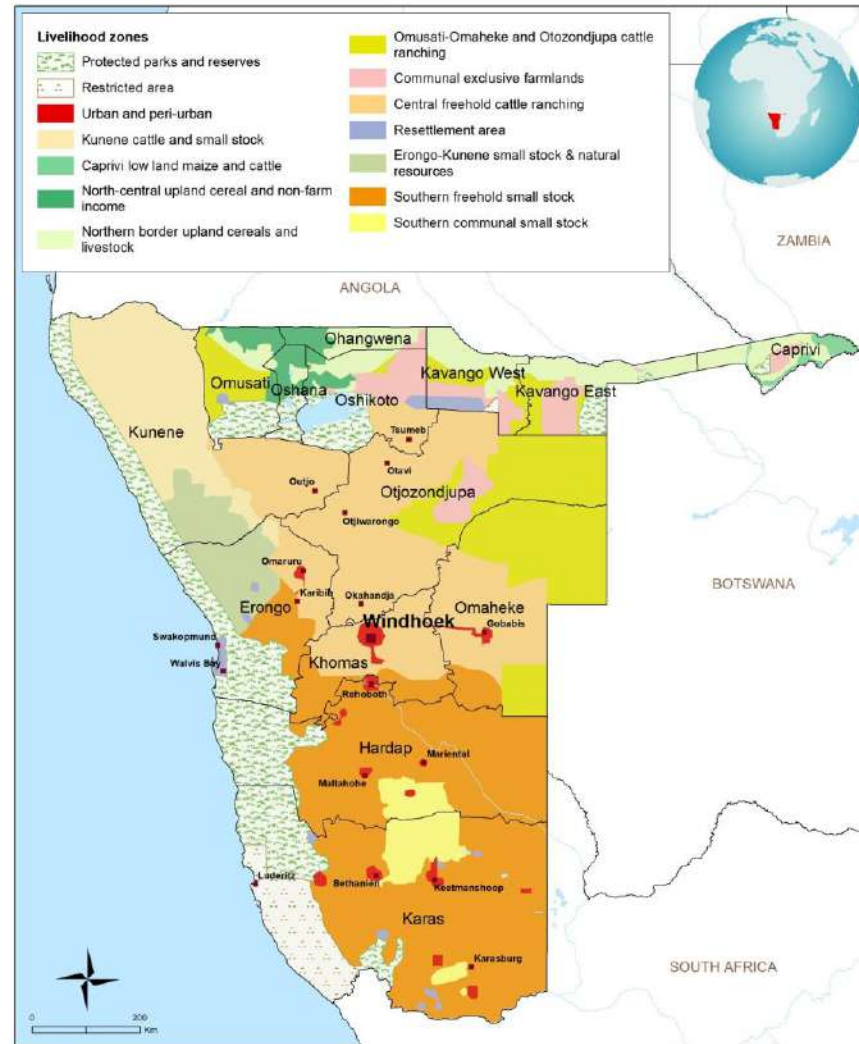 Livelihood zones
Protected parks and reserves
Restricted area
Urban and peri-urban
Kunene cattle and small stock
Caprivi low land maize and cattle
North-central upland cereal and non-farm
income
Northern border upland cereals and
livestock
Omusati-Omaheke and Otozondjupa cattle
ranching
Communal exclusive farmlands
Central freehold cattle ranching
Resettlement area
Erongo-Kunene small stock & natural
resources
Southern freehold small stock
Southern communal small stock
ZAMBIA
ANGOLA
Ohangwena
Caprivi
Omusati
Oshana
Kavango West
Kavango East
Oshikoto
Kunene
Tsumeb
Otavi
Outjo
Otjozondjupa
Otjiwarongo
BOTSWANA
Omaruru
Karibib
Okahandja
Erongo
Omaheke
Windhoek
Gobabis
Swakopmund
Khomas
Walvis Bay
Rehoboth
Hardap
Mariental
Maltahohe
Luderitz
Bethanien
Keetmanshoop
Karas
Karasburg
SOUTH AFRICA
0 200
Km